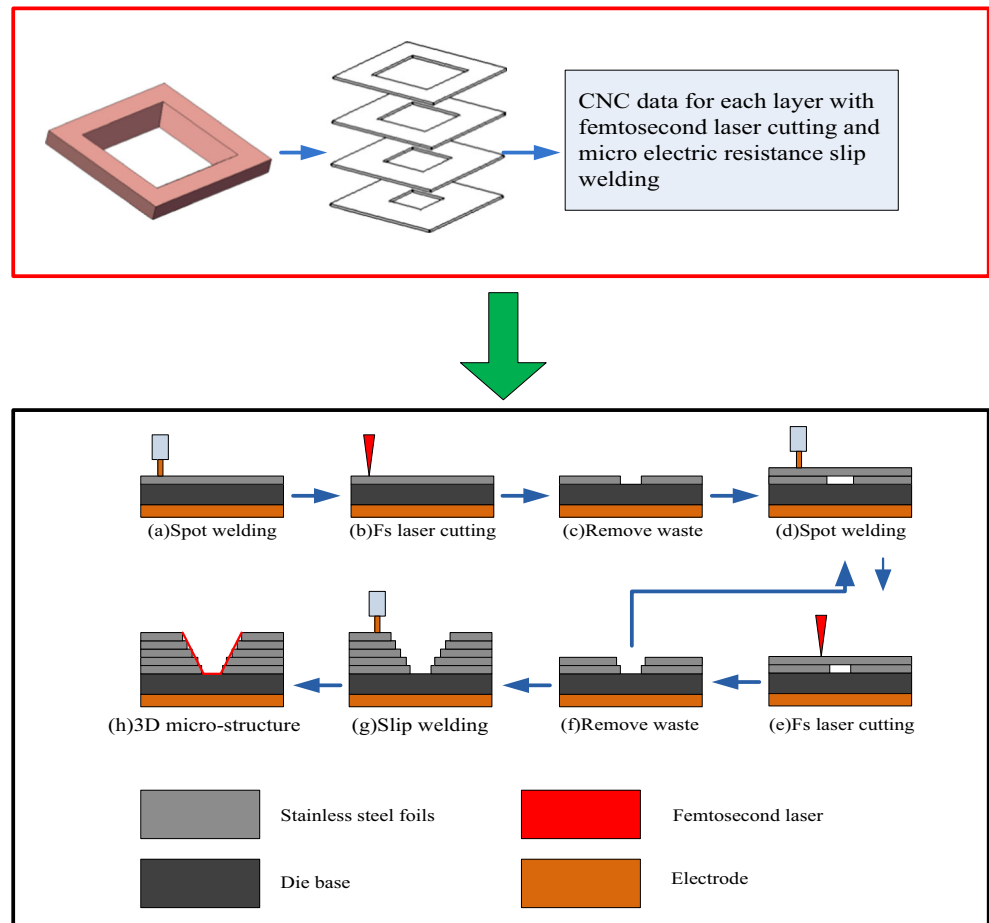 CNC data for each layer with
femtosecond laser cutting and
micro electric resistance slip
welding
(a)Spot welding
(b)Fs laser cutting
(c)Remove waste
(d)Spot welding
(h)3D micro-structure
(g)Slip welding
(f)Remove waste
(e)Fs laser cutting
Stainless steel foils
Femtosecond laser
Die base
Electrode